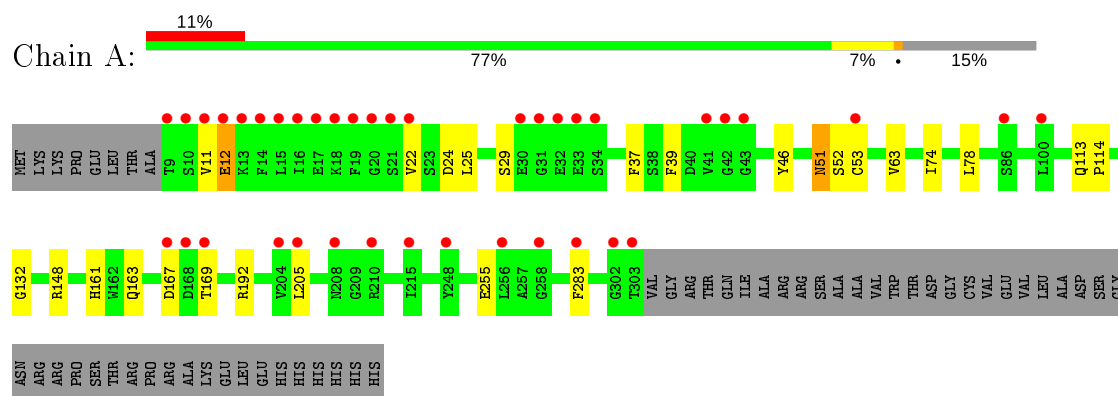 11%
Chain A:
77% 7% • 15%
MET LYS LYS PRO GLU LEU THR ALA T9 S10 V11 E12 K13 F14 L15 I16 E17 K18 F19 G20 S21 V22 S23 D24 L25 S29 E30 G31 E32 E33 S34 F37 S38 F39 D40 V41 G42 G43 Y46 N51 S52 C53 V63 I74 L78 S86 L100 Q113 P114
G132 R148 H161 W162 Q163 D167 D168 T169 R192 V204 L205 N208 G209 R210 I215 Y248 E255 L256 A257 G258 F283 G302 T303 VAL GLY ARG THR GLN ILE ALA ARG ARG SER ALA ALA VAL TRP THR THR ASP GLY CYS VAL GLU VAL LEU ALA ASP SER GLY
ASN ARG ARG PRO SER THR ARG PRO ARG ALA LYS GLU LEU GLU HIS HIS HIS HIS HIS HIS